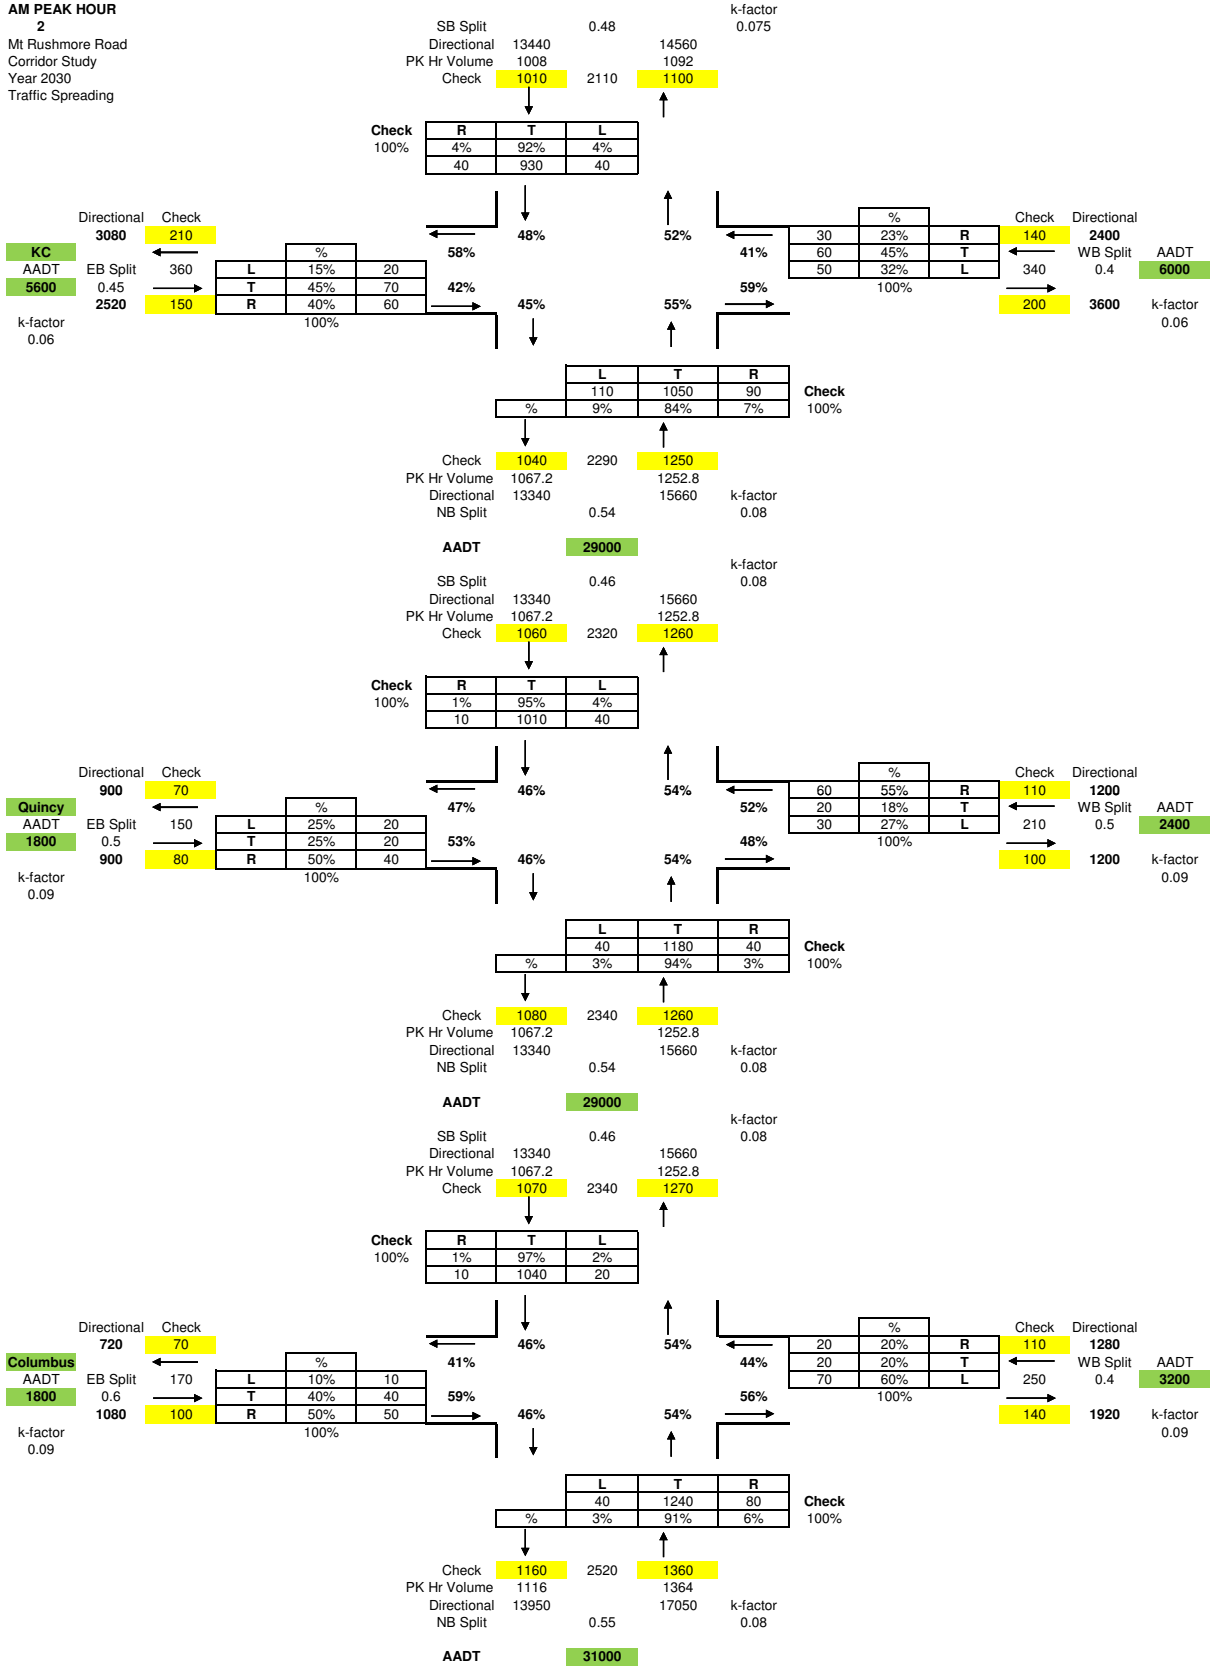 AM PEAK HOUR k-factor
2 SB Split 0.48 0.075
Mt Rushmore Road Directional 13440 14560
Corridor Study PK Hr Volume 1008 1092
Year 2030 Check 1010 2110 1100
Traffic Spreading
Check R T L
100% 4% 92% 4%
40 930 40
Directional Check % Check Directional
3080 210 48% 52% 30 23% R 140 2400
KC % 58% 41% 60 45% T WB Split AADT
AADT EB Split 360 L 15% 20 50 32% L 340 0.4 6000
5600 0.45 T 45% 70 42% 59% 100%
2520 150 R 40% 60 45% 55% 200 3600 k-factor
k-factor 100% 0.06
0.06
L T R
110 1050 90 Check
% 9% 84% 7% 100%
Check 1040 2290 1250
PK Hr Volume 1067.2 1252.8
Directional 13340 15660 k-factor
NB Split 0.54 0.08
AADT 29000
k-factor
SB Split 0.46 0.08
Directional 13340 15660
PK Hr Volume 1067.2 1252.8
Check 1060 2320 1260
Check R T L
100% 1% 95% 4%
10 1010 40
Directional Check % Check Directional
900 70 46% 54% 60 55% R 110 1200
Quincy % 47% 52% 20 18% T WB Split AADT
AADT EB Split 150 L 25% 20 30 27% L 210 0.5 2400
1800 0.5 T 25% 20 53% 48% 100%
900 80 R 50% 40 46% 54% 100 1200 k-factor
k-factor 100% 0.09
0.09
L T R
40 1180 40 Check
% 3% 94% 3% 100%
Check 1080 2340 1260
PK Hr Volume 1067.2 1252.8
Directional 13340 15660 k-factor
NB Split 0.54 0.08
AADT 29000
k-factor
SB Split 0.46 0.08
Directional 13340 15660
PK Hr Volume 1067.2 1252.8
Check 1070 2340 1270
Check R T L
100% 1% 97% 2%
10 1040 20
Directional Check % Check Directional
720 70 46% 54% 20 20% R 110 1280
Columbus % 41% 44% 20 20% T WB Split AADT
AADT EB Split 170 L 10% 10 70 60% L 250 0.4 3200
1800 0.6 T 40% 40 59% 56% 100%
1080 100 R 50% 50 46% 54% 140 1920 k-factor
k-factor 100% 0.09
0.09
L T R
40 1240 80 Check
% 3% 91% 6% 100%
Check 1160 2520 1360
PK Hr Volume 1116 1364
Directional 13950 17050 k-factor
NB Split 0.55 0.08
AADT 31000